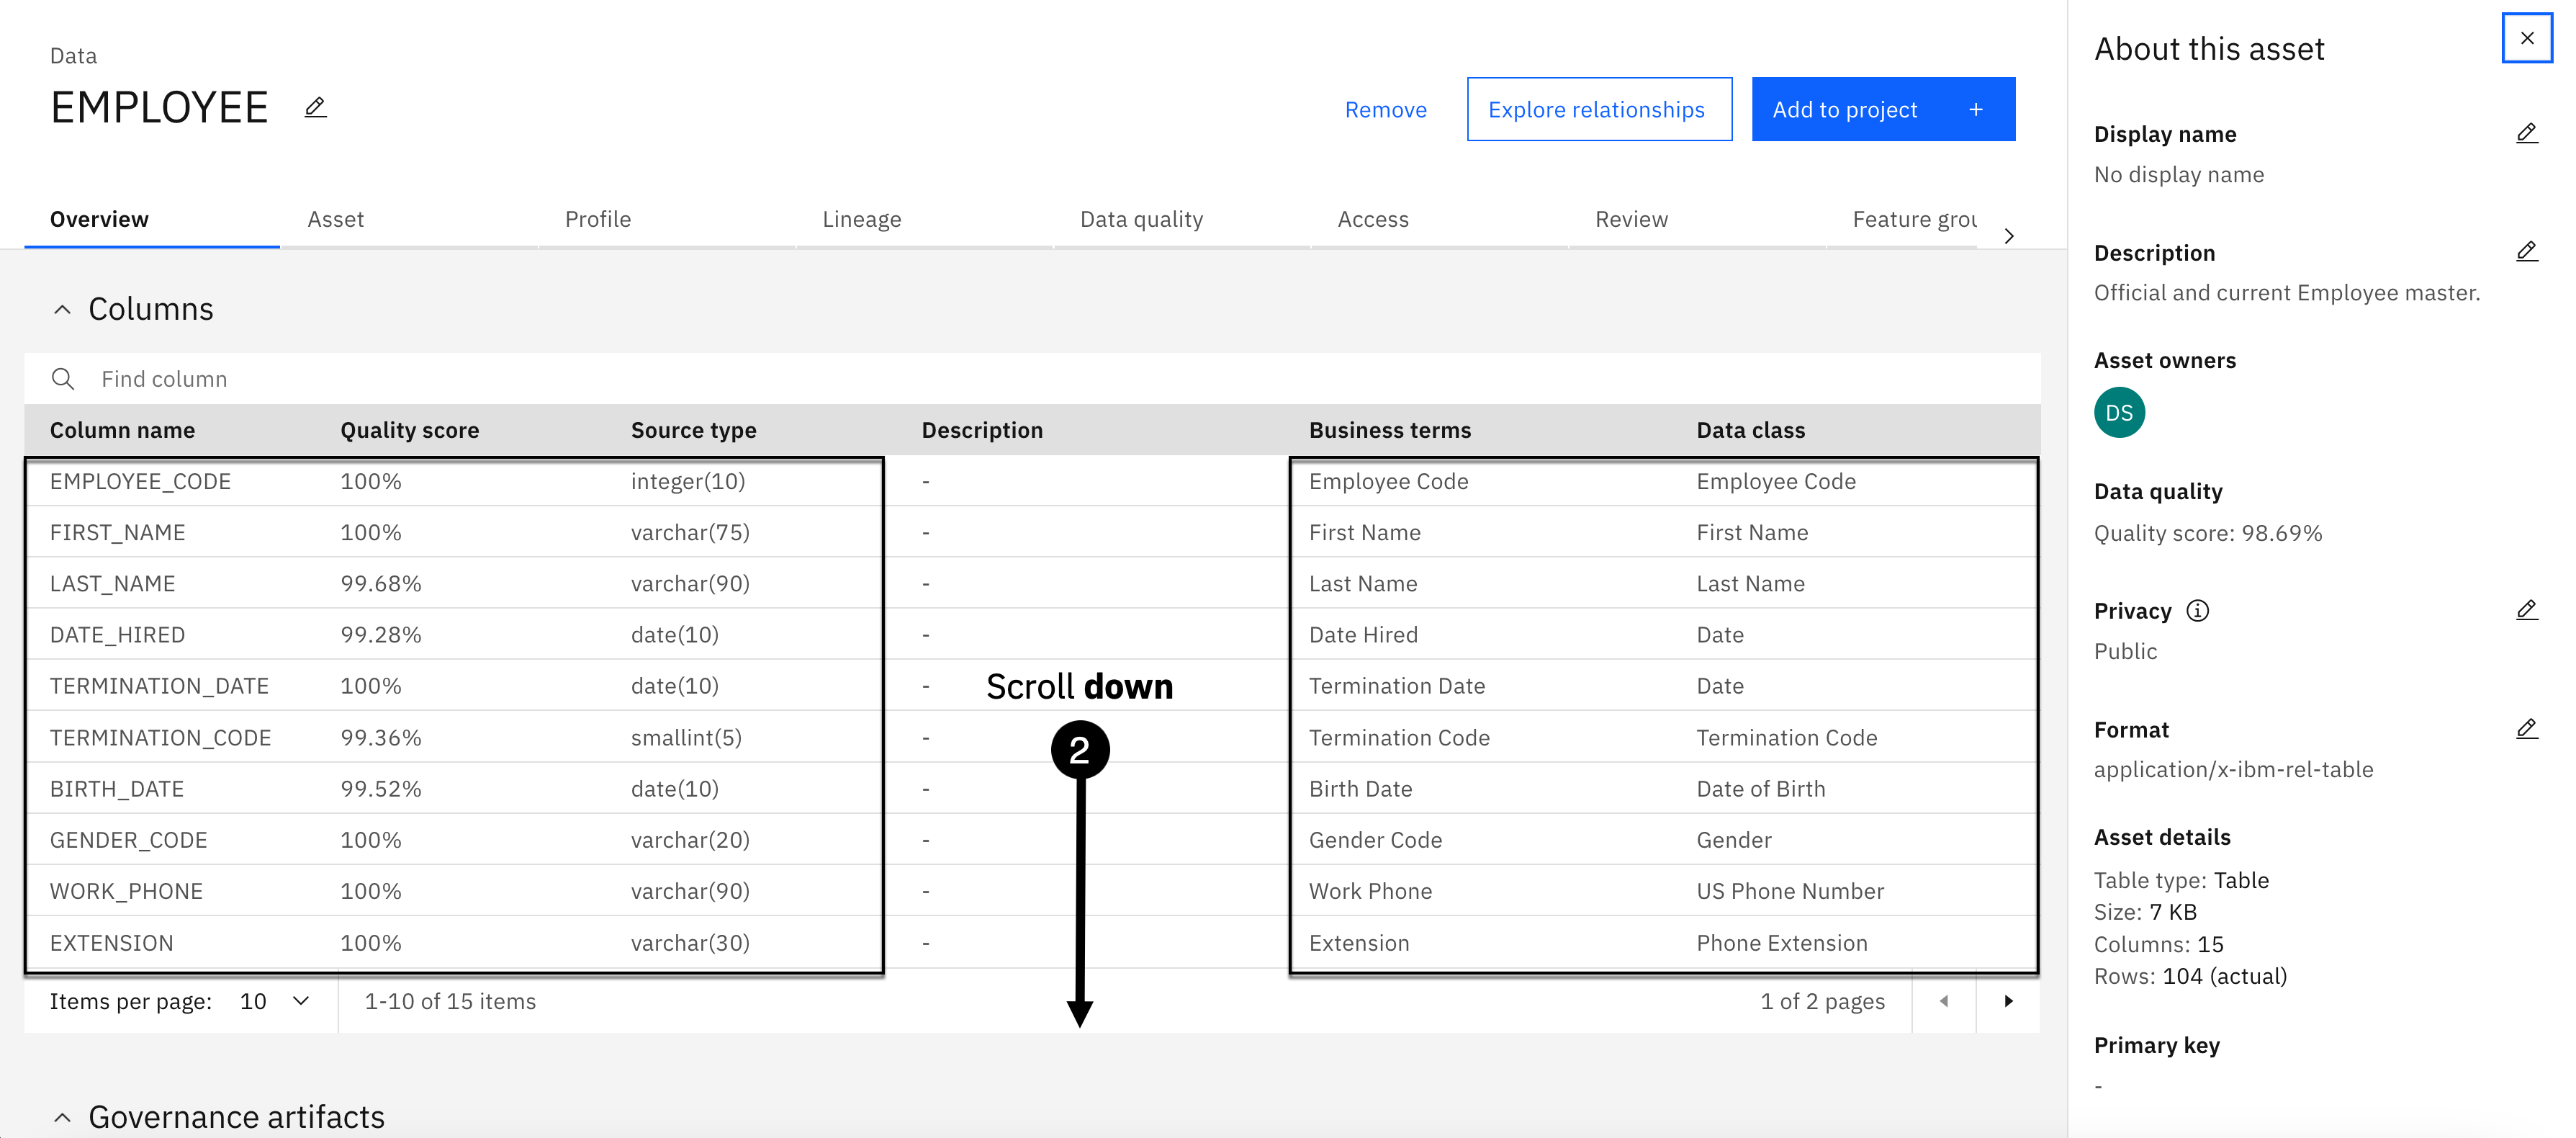 Data
EMPLOYEE
Remove
Explore relationships
Add to project +
Overview Asset Profile Lineage Data quality Access Review Feature grou
Columns
Find column
Column name Quality score Source type Description Business terms Data class
EMPLOYEE_CODE 100% integer(10) - Employee Code Employee Code
FIRST_NAME 100% varchar(75) - First Name First Name
LAST_NAME 99.68% varchar(90) - Last Name Last Name
DATE_HIRED 99.28% date(10) - Date Hired Date
TERMINATION_DATE 100% date(10) - Termination Date Date
TERMINATION_CODE 99.36% smallint(5) - Termination Code Termination Code
BIRTH_DATE 99.52% date(10) - Birth Date Date of Birth
GENDER_CODE 100% varchar(20) - Gender Code Gender
WORK_PHONE 100% varchar(90) - Work Phone US Phone Number
EXTENSION 100% varchar(30) - Extension Phone Extension
Scroll down
2
Items per page: 10 1-10 of 15 items 1 of 2 pages
Governance artifacts
About this asset
Display name
No display name
Description
Official and current Employee master.
Asset owners
DS
Data quality
Quality score: 98.69%
Privacy
Public
Format
application/x-ibm-rel-table
Asset details
Table type: Table
Size: 7 KB
Columns: 15
Rows: 104 (actual)
Primary key
-